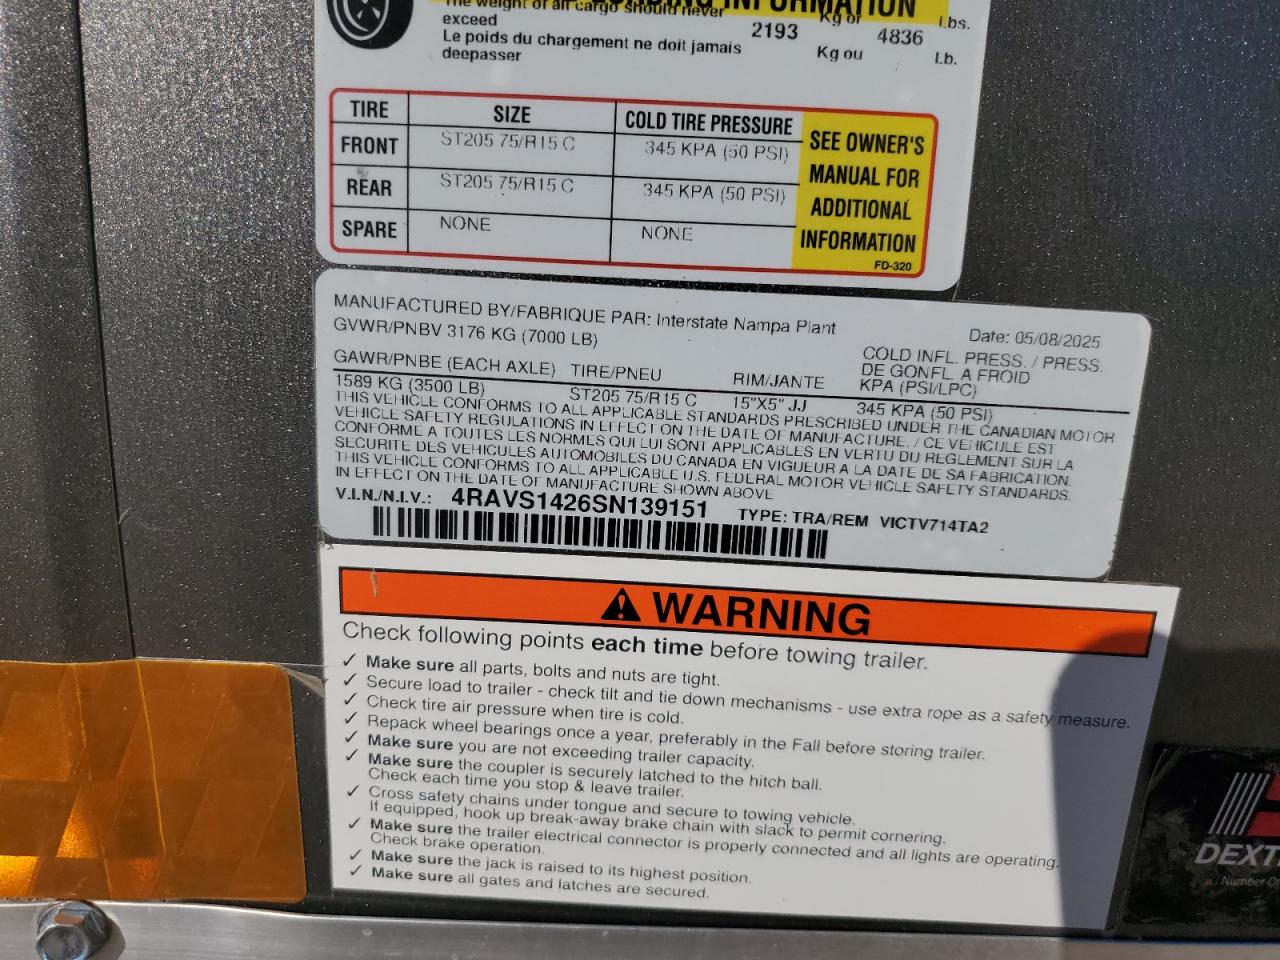 LOADING INFORMATION
The weight of all cargo should never
exceed
Kg or
Lbs.
2193
4836
Le poids du chargement ne doit jamais
deepasser
Kg ou
Lb.
TIRE SIZE COLD TIRE PRESSURE
FRONT ST205 75/R15 C 345 KPA (50 PSI)
REAR ST205 75/R15 C 345 KPA (50 PSI)
SPARE NONE NONE
SEE OWNER'S
MANUAL FOR
ADDITIONAL
INFORMATION
FD-320
MANUFACTURED BY/FABRIQUE PAR: Interstate Nampa Plant
Date: 05/08/2025
GVWR/PNBV 3176 KG (7000 LB)
GAWR/PNBE (EACH AXLE) TIRE/PNEU RIM/JANTE
COLD INFL. PRESS. / PRESS.
DE GONFL. A FROID
KPA (PSI/LPC)
1589 KG (3500 LB) ST205 75/R15 C 15"X5" JJ 345 KPA (50 PSI)
THIS VEHICLE CONFORMS TO ALL APPLICABLE STANDARDS PRESCRIBED UNDER THE CANADIAN MOTOR
VEHICLE SAFETY REGULATIONS IN EFFECT ON THE DATE OF MANUFACTURE. / CE VEHICULE EST
CONFORME A TOUTES LES NORMES QUI LUI SONT APPLICABLES EN VERTU DU REGLEMENT SUR LA
SECURITE DES VEHICULES AUTOMOBILES DU CANADA EN VIGUEUR A LA DATE DE SA FABRICATION.
THIS VEHICLE CONFORMS TO ALL APPLICABLE U.S. FEDERAL MOTOR VEHICLE SAFETY STANDARDS.
IN EFFECT ON THE DATE OF MANUFACTURE SHOWN ABOVE
V.I.N./N.I.V.: 4RAVS1426SN139151 TYPE: TRA/REM VICTV714TA2
WARNING
Check following points each time before towing trailer.
✓ Make sure all parts, bolts and nuts are tight.
✓ Secure load to trailer - check tilt and tie down mechanisms - use extra rope as a safety measure.
✓ Check tire air pressure when tire is cold.
✓ Repack wheel bearings once a year, preferably in the Fall before storing trailer.
✓ Make sure you are not exceeding trailer capacity.
✓ Make sure the coupler is securely latched to the hitch ball.
Check each time you stop & leave trailer.
✓ Cross safety chains under tongue and secure to towing vehicle.
If equipped, hook up break-away brake chain with slack to permit cornering.
✓ Make sure the trailer electrical connector is properly connected and all lights are operating.
Check brake operation.
✓ Make sure the jack is raised to its highest position.
✓ Make sure all gates and latches are secured.
Number